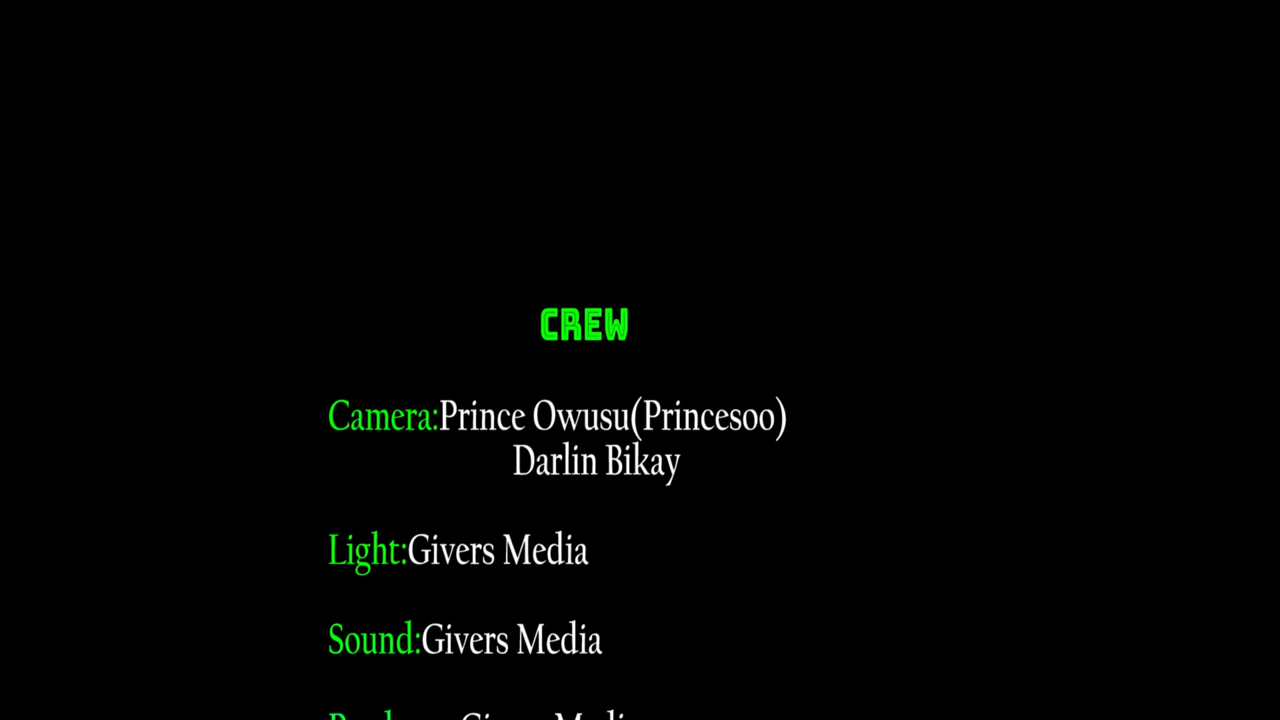 CREW
Camera:Prince Owusu(Princesoo)
Darlin Bikay
Light:Givers Media
Sound:Givers Media